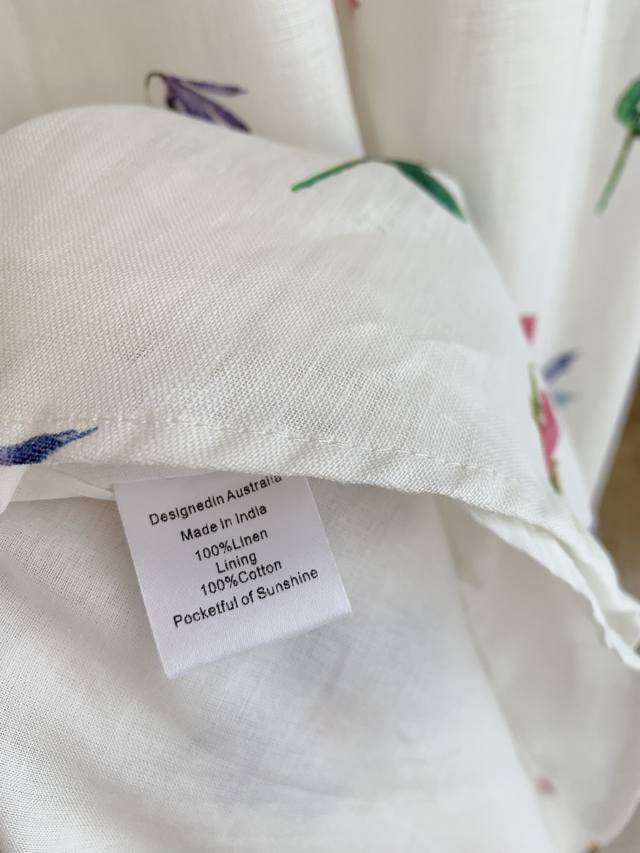 Designedin Australia
Made in India
100%Linen
Lining
100%Cotton
Pocketful of Sunshine